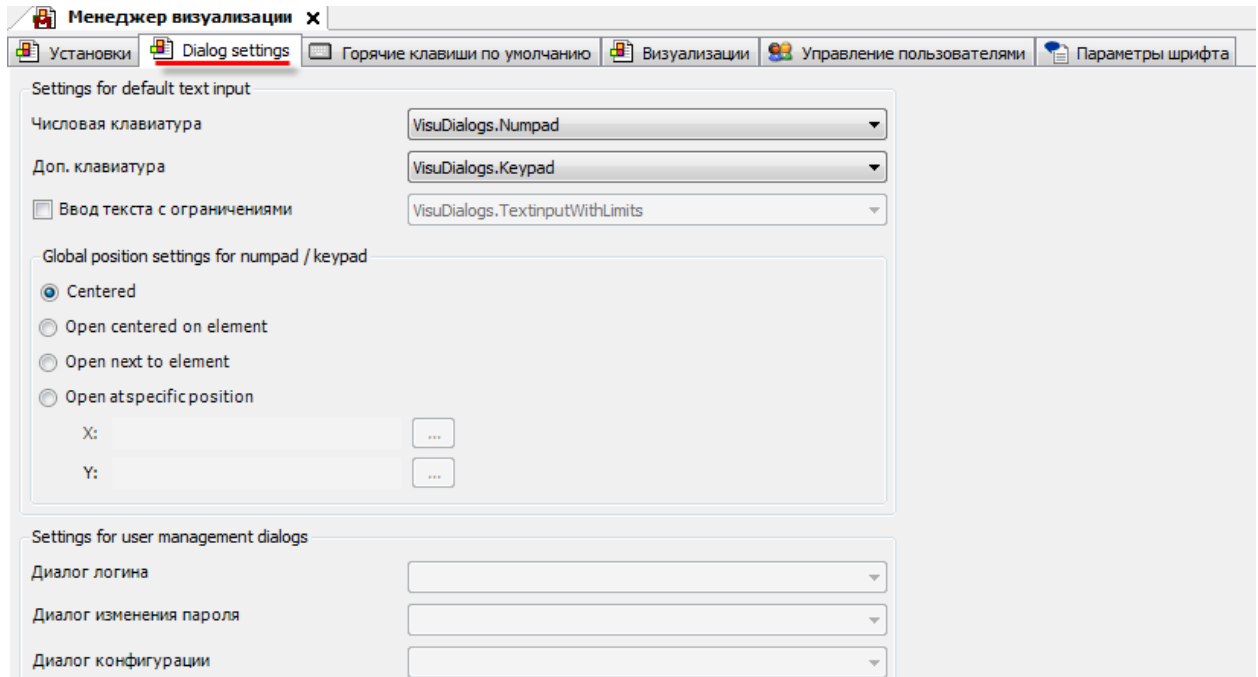 Менеджер визуализации x
Установки Dialog settings Горячие клавиши по умолчанию Визуализации Управление пользователями Параметры шрифта
Settings for default text input
Числовая клавиатура VisuDialogs.Numpad
Доп. клавиатура VisuDialogs.Keypad
Ввод текста с ограничениями VisuDialogs.TextinputWithLimits
Global position settings for numpad / keypad
Centered
Open centered on element
Open next to element
Open at specific position
X: ...
Y: ...
Settings for user management dialogs
Диалог логина
Диалог изменения пароля
Диалог конфигурации